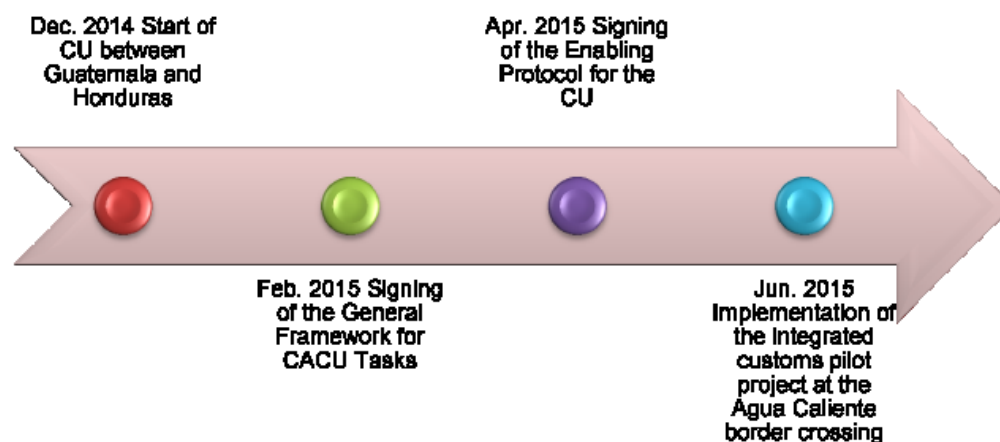 Dec. 2014 Start of
CU between
Guatemala and
Honduras
Feb. 2015 Signing
of the General
Framework for
CACU Tasks
Apr. 2015 Signing
of the Enabling
Protocol for the
CU
Jun. 2015
Implementation of
the integrated
customs pilot
project at the
Agua Caliente
border crossing